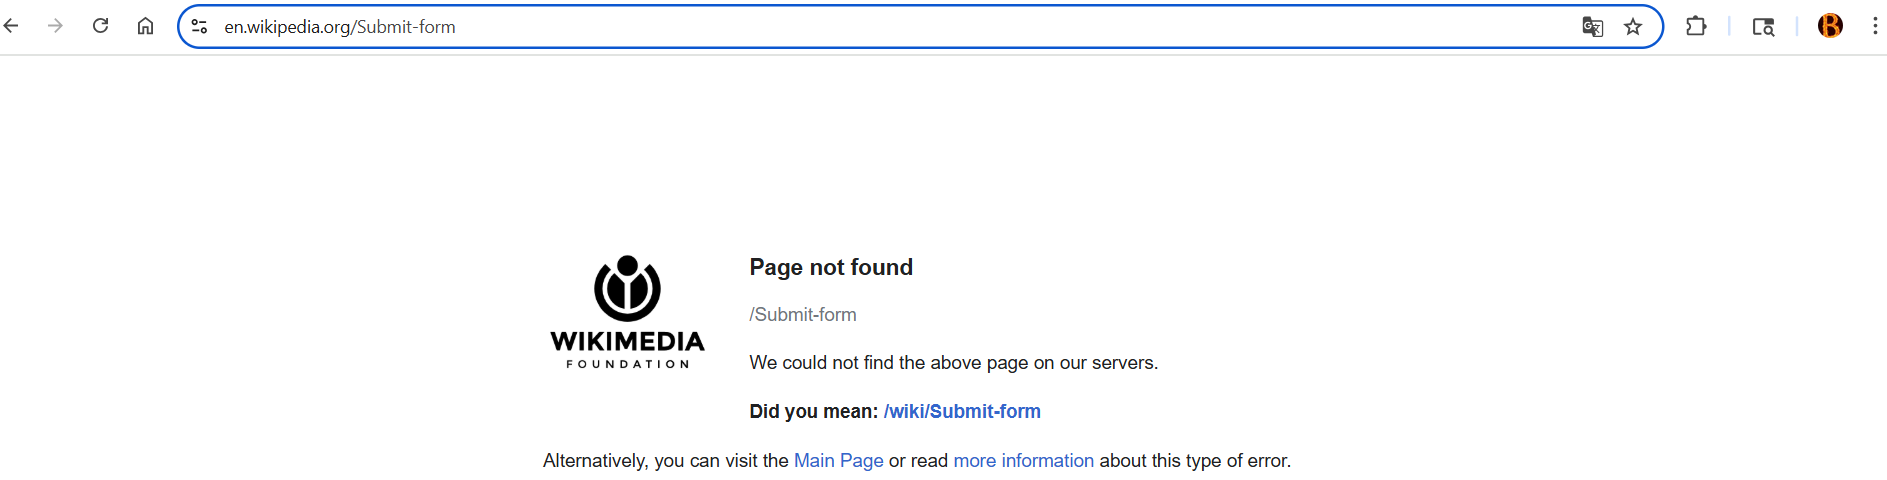 en.wikipedia.org/Submit-form
WIKIMEDIA
FOUNDATION
Page not found
/Submit-form
We could not find the above page on our servers.
Did you mean: /wiki/Submit-form
Alternatively, you can visit the Main Page or read more information about this type of error.